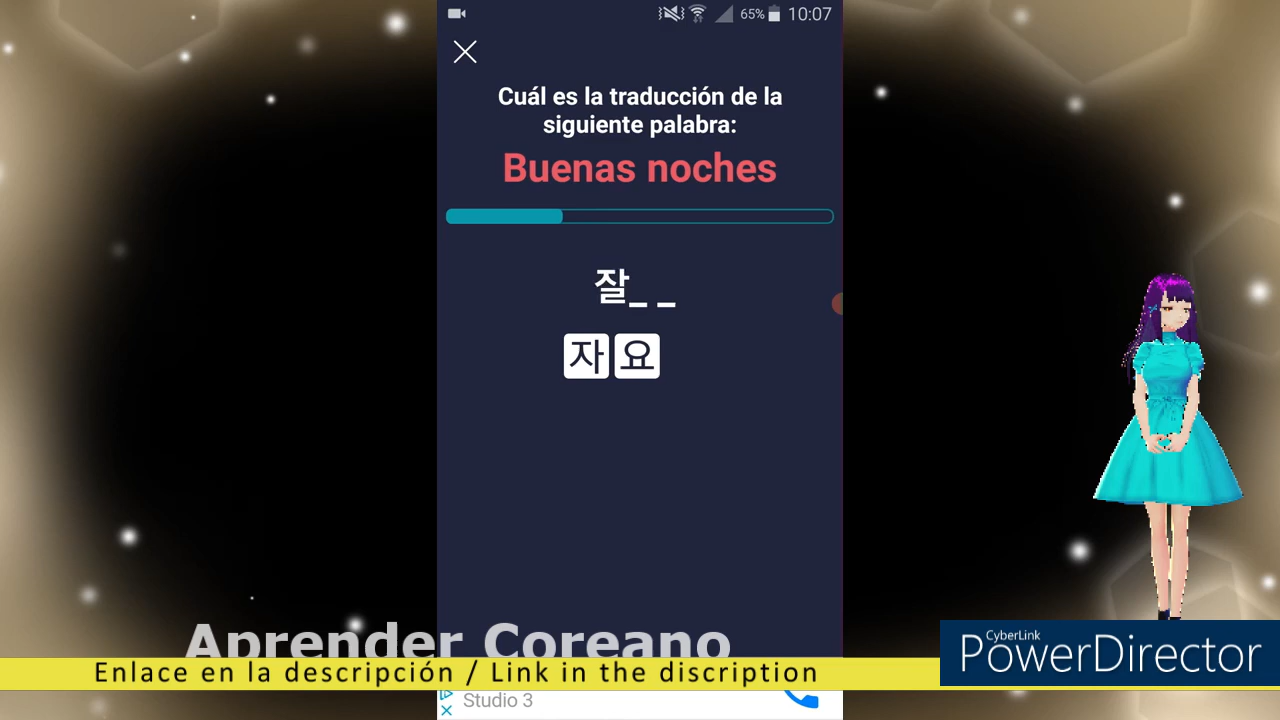 65% 10:07
Cuál es la traducción de la
siguiente palabra:
Buenas noches
잘_ _
자 요
Aprender Coreano
Enlace en la descripción / Link in the discription
CyberLink
PowerDirector
Studio 3